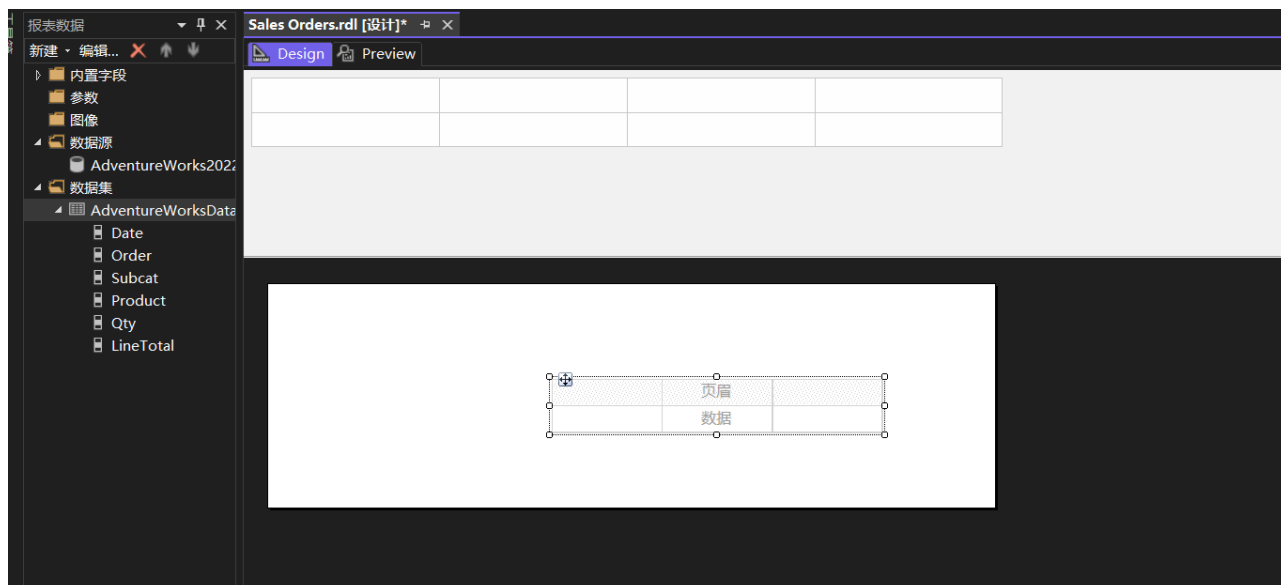 报表数据
Sales Orders.rdl [设计]*
新建 编辑...
Design Preview
内置字段
参数
图像
数据源
AdventureWorks2022
数据集
AdventureWorksData
Date
Order
Subcat
Product
Qty
LineTotal
页眉
数据